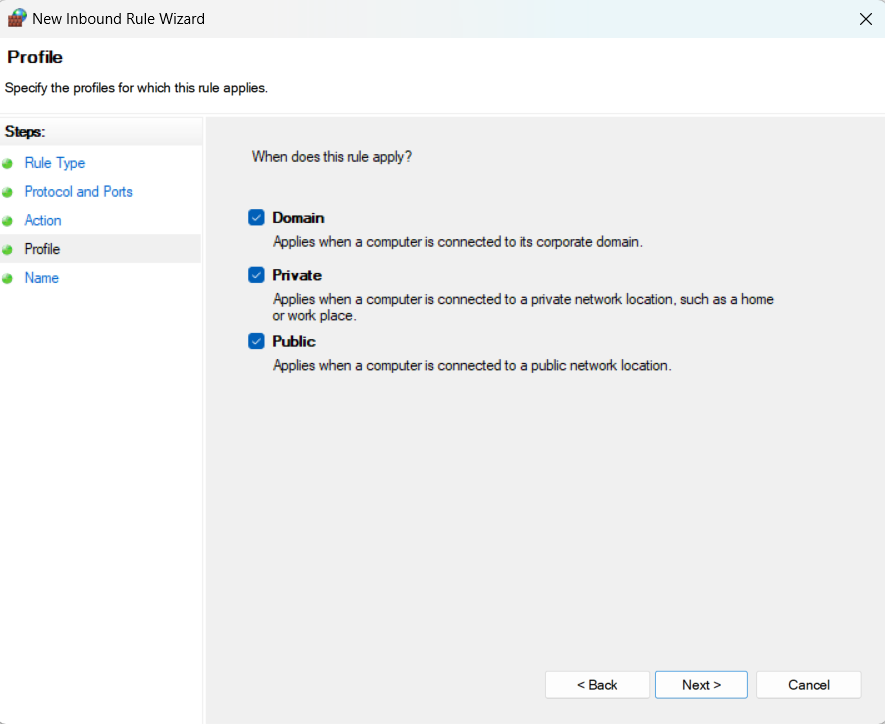 New Inbound Rule Wizard
Profile
Specify the profiles for which this rule applies.
Steps:
Rule Type
Protocol and Ports
Action
Profile
Name
When does this rule apply?
Domain
Applies when a computer is connected to its corporate domain.
Private
Applies when a computer is connected to a private network location, such as a home
or work place.
Public
Applies when a computer is connected to a public network location.
< Back
Next >
Cancel